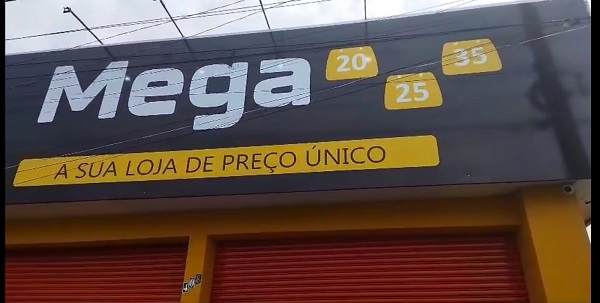 Mega 20 35
25
A SUA LOJA DE PREÇO ÚNICO